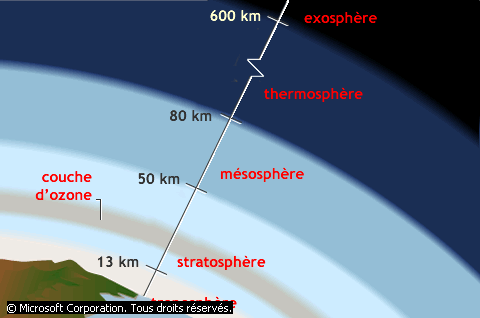 600 km
exosphère
thermosphère
80 km
mésosphère
50 km
couche
d'ozone
13 km
stratosphère
troposphère
© Microsoft Corporation. Tous droits réservés.